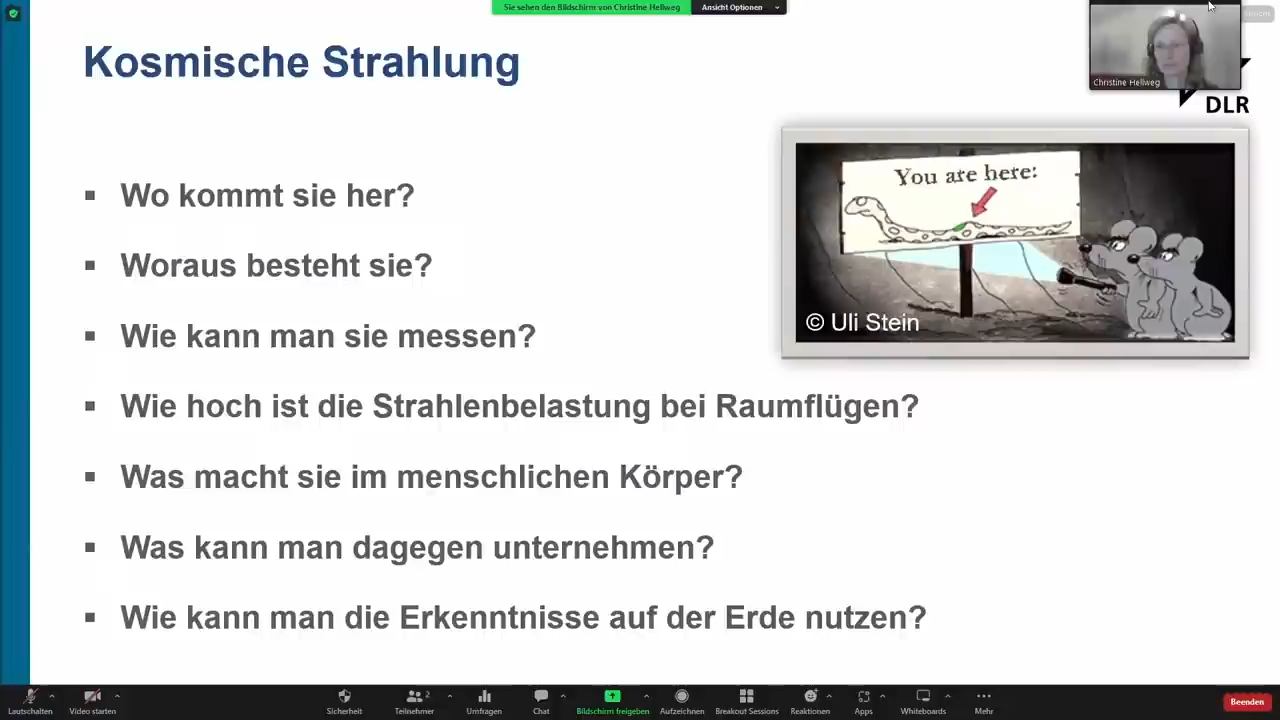 Sie sehen den Bildschirm von Christine Hellweg
Ansicht Optionen
Kosmische Strahlung
Christine Hellweg
DLR
Wo kommt sie her?
Woraus besteht sie?
Wie kann man sie messen?
Wie hoch ist die Strahlenbelastung bei Raumflügen?
Was macht sie im menschlichen Körper?
Was kann man dagegen unternehmen?
Wie kann man die Erkenntnisse auf der Erde nutzen?
You are here:
© Uli Stein
Lautschalten
Video starten
Sicherheit
2
Teilnehmer
Umfragen
Chat
Bildschirm freigeben
Aufzeichnen
Breakout Sessions
Reaktionen
Apps
Whiteboards
Mehr
Beenden